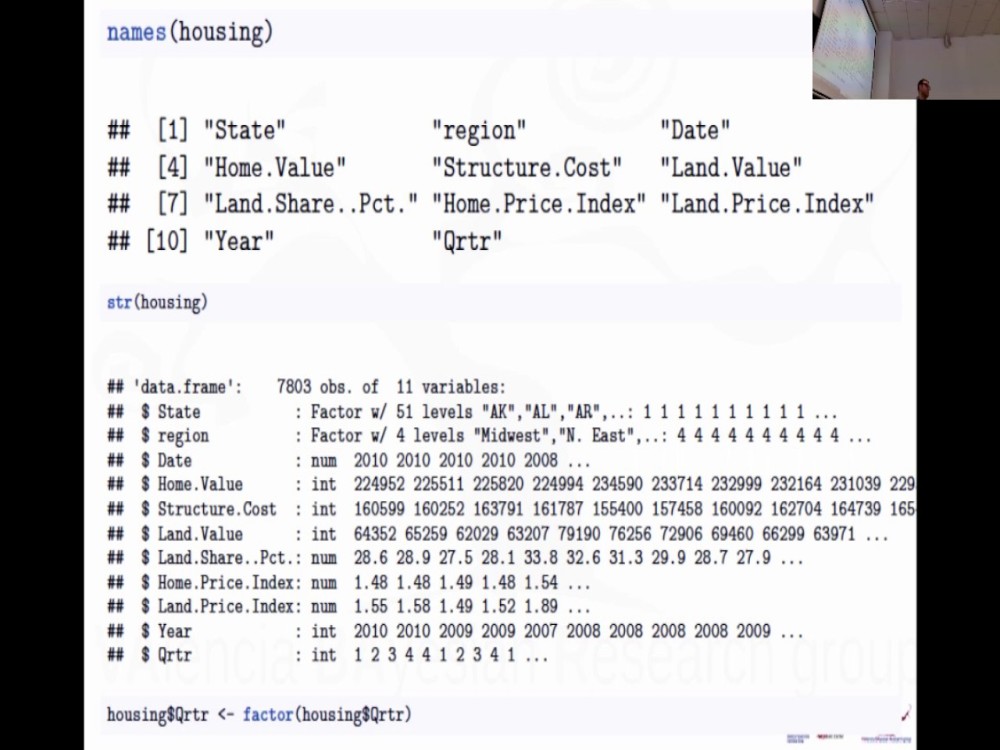 names(housing)
## [1] "State" "region" "Date"
## [4] "Home.Value" "Structure.Cost" "Land.Value"
## [7] "Land.Share..Pct." "Home.Price.Index" "Land.Price.Index"
## [10] "Year" "Qrtr"
str(housing)
## 'data.frame': 7803 obs. of 11 variables:
## $ State : Factor w/ 51 levels "AK","AL","AR",..: 1 1 1 1 1 1 1 1 1 1 ...
## $ region : Factor w/ 4 levels "Midwest","N. East",..: 4 4 4 4 4 4 4 4 4 4 ...
## $ Date : num 2010 2010 2010 2010 2008 ...
## $ Home.Value : int 224952 225511 225820 224994 234590 233714 232999 232164 231039 229
## $ Structure.Cost : int 160599 160252 163791 161787 155400 157458 160092 162704 164739 165
## $ Land.Value : int 64352 65259 62029 63207 79190 76256 72906 69460 66299 63971 ...
## $ Land.Share..Pct.: num 28.6 28.9 27.5 28.1 33.8 32.6 31.3 29.9 28.7 27.9 ...
## $ Home.Price.Index: num 1.48 1.48 1.49 1.48 1.54 ...
## $ Land.Price.Index: num 1.55 1.58 1.49 1.52 1.89 ...
## $ Year : int 2010 2010 2009 2009 2007 2008 2008 2008 2008 2009 ...
## $ Qrtr : int 1 2 3 4 4 1 2 3 4 1 ...
VAlencia BAyesian Research group
housing$Qrtr <- factor(housing$Qrtr)